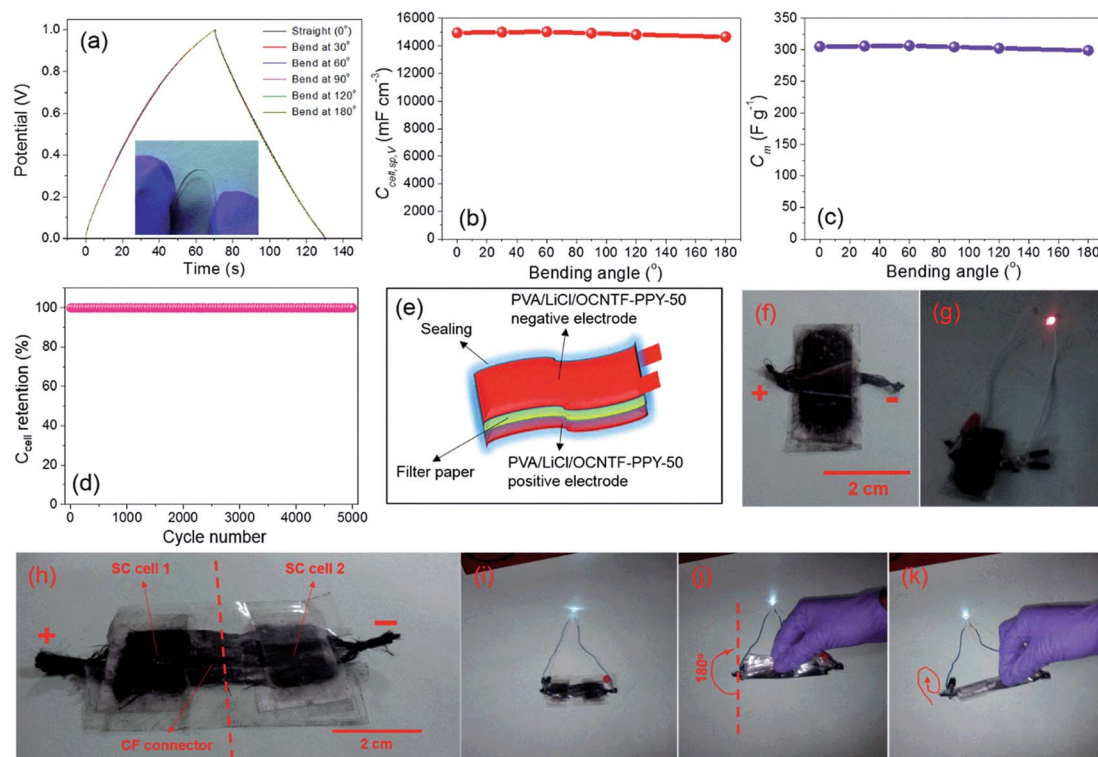 (a)
Straight (0°)
Bend at 30°
Bend at 60°
Bend at 90°
Bend at 120°
Bend at 180°
1.0
0.8
0.6
0.4
0.2
0.0
Potential (V)
0 20 40 60 80 100 120 140
Time (s)
16000
14000
12000
10000
8000
6000
4000
2000
0
C_cell,sp,V (mF cm⁻³)
(b)
0 20 40 60 80 100 120 140 160 180
Bending angle (°)
350
300
250
200
150
100
50
0
C_m (F g⁻¹)
(c)
0 20 40 60 80 100 120 140 160 180
Bending angle (°)
120
100
80
60
40
20
0
C_cell retention (%)
(d)
0 1000 2000 3000 4000 5000
Cycle number
(e)
PVA/LiCl/OCNTF-PPY-50
negative electrode
Sealing
Filter paper
PVA/LiCl/OCNTF-PPY-50
positive electrode
(f)
+ -
2 cm
(g)
(h)
SC cell 1 SC cell 2
+ -
CF connector
2 cm
(i)
(j)
180°
(k)